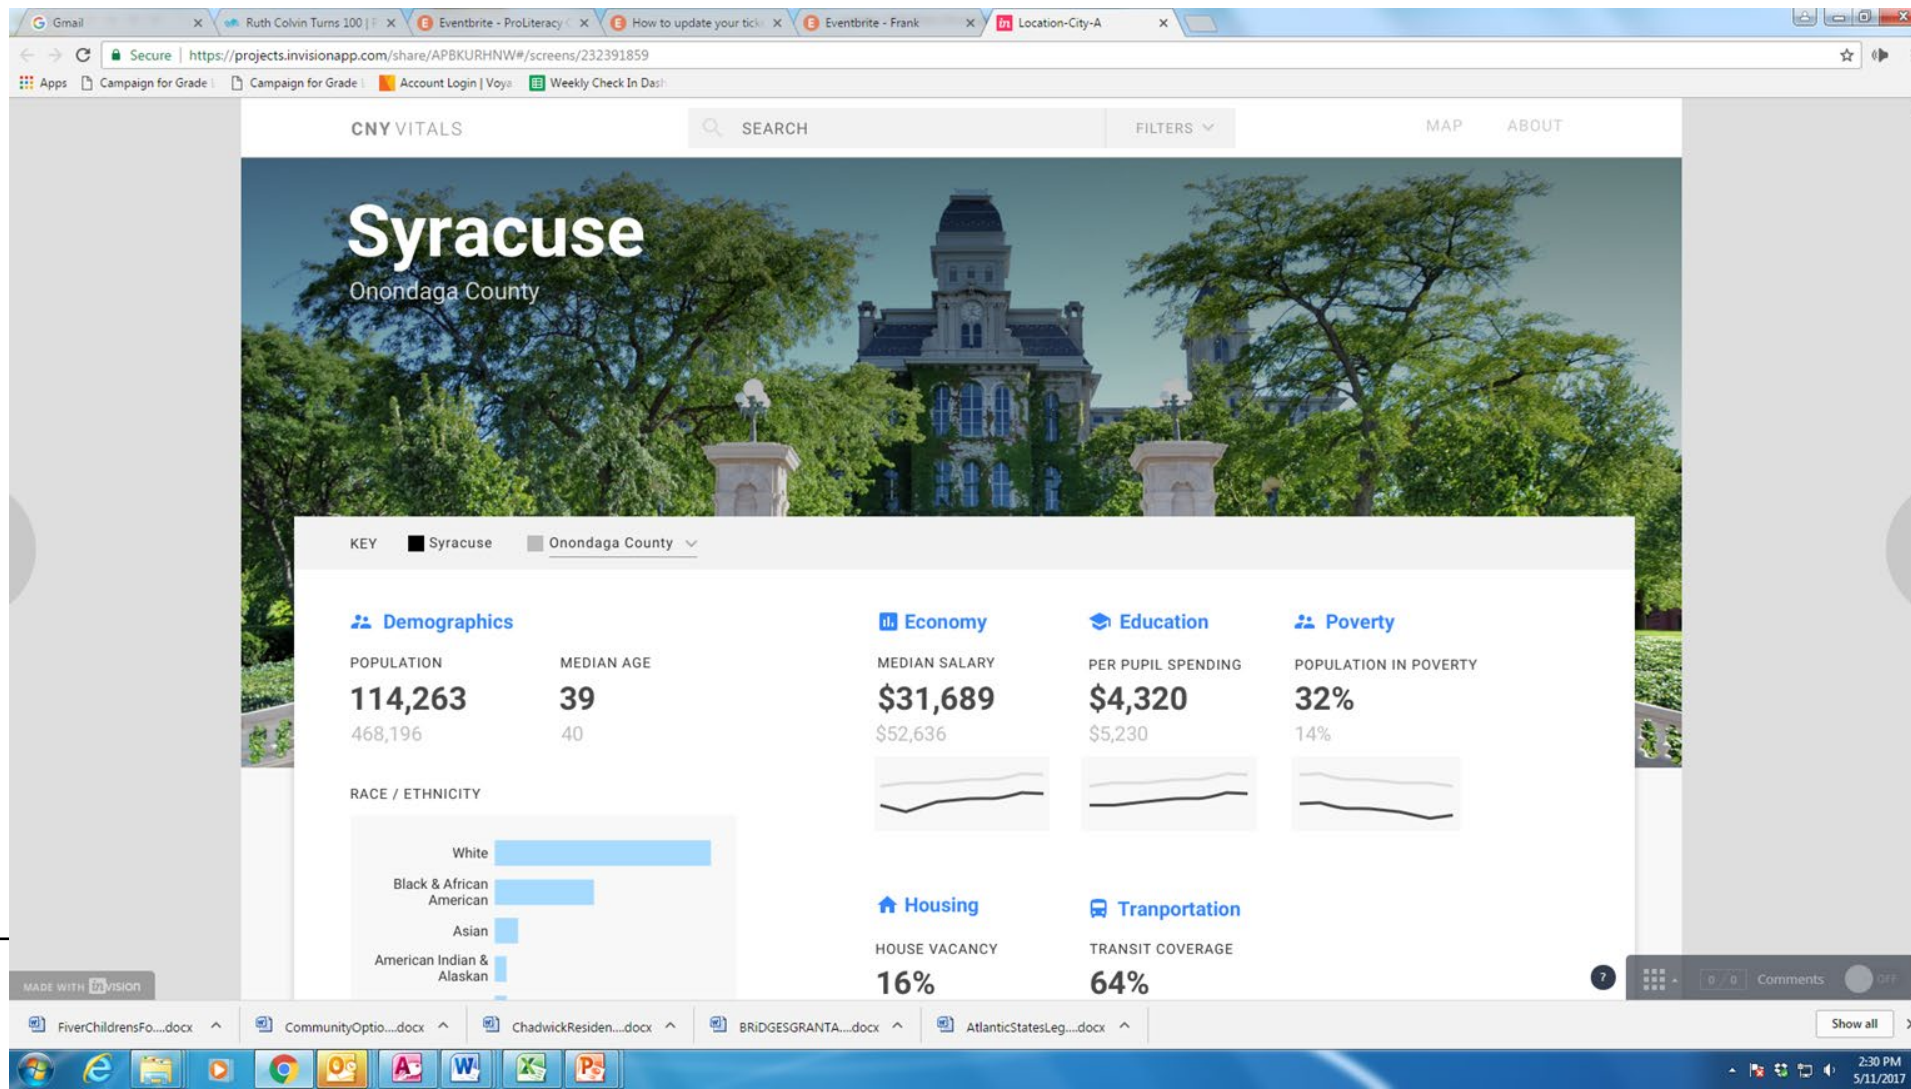 Gmail
Ruth Colvin Turns 100 |
Eventbrite - ProLiteracy
How to update your tick
Eventbrite - Frank
Location-City-A
Secure | https://projects.invisionapp.com/share/APBKURHNW#/screens/232391859
Apps
Campaign for Grade
Campaign for Grade
Account Login | Voya
Weekly Check In Dash
CNY VITALS
SEARCH
FILTERS
MAP
ABOUT
Syracuse
Onondaga County
KEY
Syracuse
Onondaga County
Demographics
POPULATION
114,263
468,196
MEDIAN AGE
39
40
RACE / ETHNICITY
White
Black & African
American
Asian
American Indian &
Alaskan
Economy
MEDIAN SALARY
$31,689
$52,636
Education
PER PUPIL SPENDING
$4,320
$5,230
Poverty
POPULATION IN POVERTY
32%
14%
Housing
HOUSE VACANCY
16%
Tranportation
TRANSIT COVERAGE
64%
MADE WITH invision
?
0 / 0
Comments
OFF
FiverChildrensFo....docx
CommunityOptio....docx
ChadwickResiden....docx
BRiDGESGRANTA....docx
AtlanticStatesLeg....docx
Show all
2:30 PM
5/11/2017